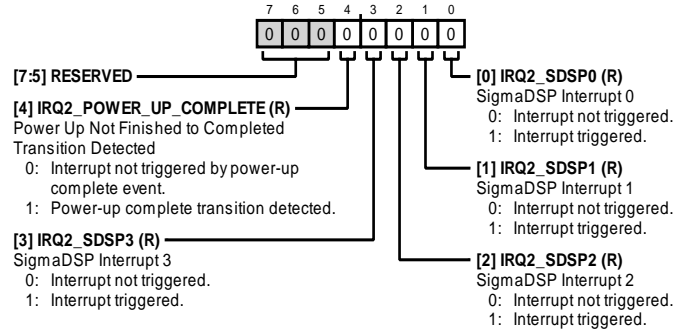 7 6 5 4 3 2 1 0
0 0 0 0 0 0 0 0
[7:5] RESERVED
[4] IRQ2_POWER_UP_COMPLETE (R)
Power Up Not Finished to Completed
Transition Detected
0: Interrupt not triggered by power-up
complete event.
1: Power-up complete transition detected.
[3] IRQ2_SDSP3 (R)
SigmaDSP Interrupt 3
0: Interrupt not triggered.
1: Interrupt triggered.
[0] IRQ2_SDSP0 (R)
SigmaDSP Interrupt 0
0: Interrupt not triggered.
1: Interrupt triggered.
[1] IRQ2_SDSP1 (R)
SigmaDSP Interrupt 1
0: Interrupt not triggered.
1: Interrupt triggered.
[2] IRQ2_SDSP2 (R)
SigmaDSP Interrupt 2
0: Interrupt not triggered.
1: Interrupt triggered.